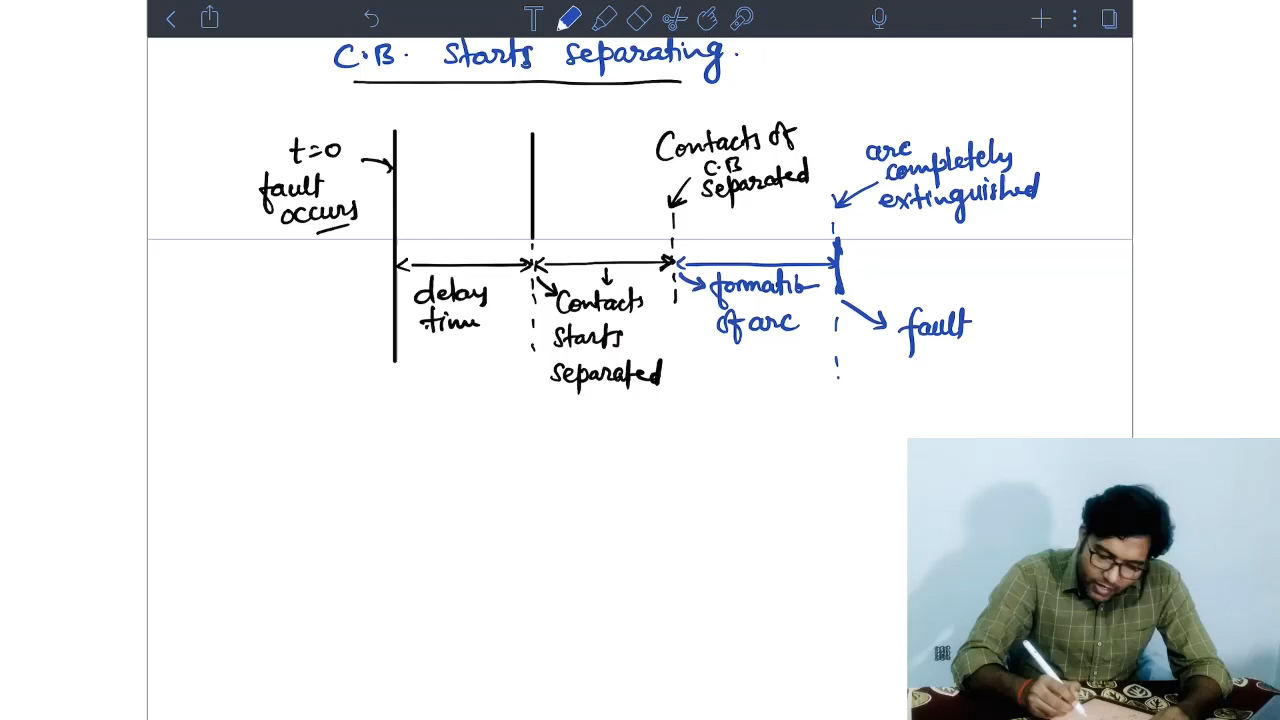 C.B. starts separating.
t=0
fault
occurs
Contacts of
C.B
separated
arc
completely
extinguished
delay
time
Contacts
starts
separated
formatio
of arc
fault